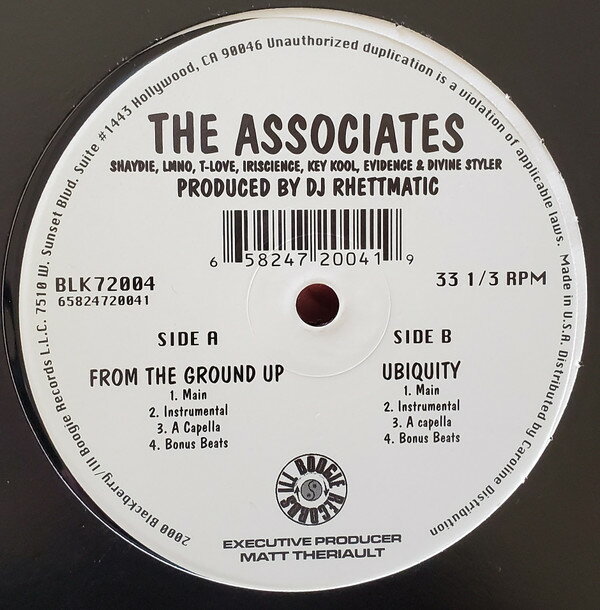 2000 Blackberry/Ill Boogie Records L.L.C. 7510 W. Sunset Blvd. Suite #1443 Hollywood, CA 90046 Unauthorized duplication is a violation of applicable laws. Made in U.S.A. Distributed by Caroline Distribution
THE ASSOCIATES
SHAYDIE, LMNO, T-LOVE, IRISCIENCE, KEY KOOL, EVIDENCE & DIVINE STYLER
PRODUCED BY DJ RHETTMATIC
6 58247 20041 9
BLK72004
65824720041
33 1/3 RPM
SIDE A
FROM THE GROUND UP
1. Main
2. Instrumental
3. A Capella
4. Bonus Beats
SIDE B
UBIQUITY
1. Main
2. Instrumental
3. A capella
4. Bonus Beats
ILL BOOGIE RECORDS
EXECUTIVE PRODUCER
MATT THERIAULT